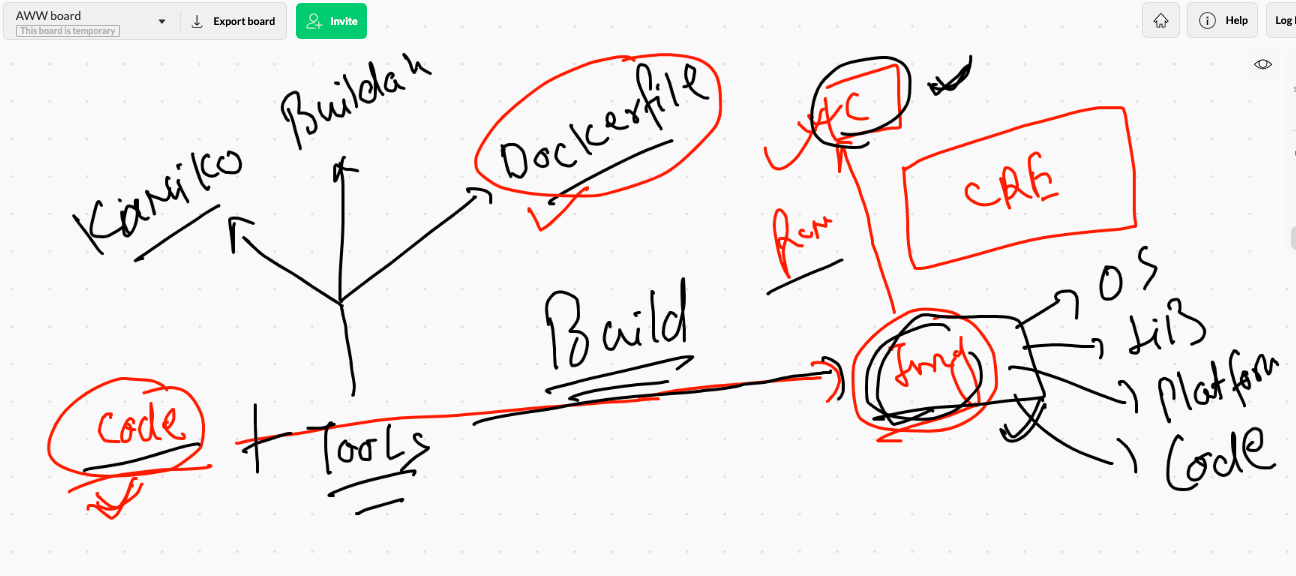 AWW board
This board is temporary
Export board
Invite
Help
Log
Buildah
Dockerfile
Kaniko
CRE
Run
Build
OS
LIB
Platform
Code
Img
Code
+ Tools